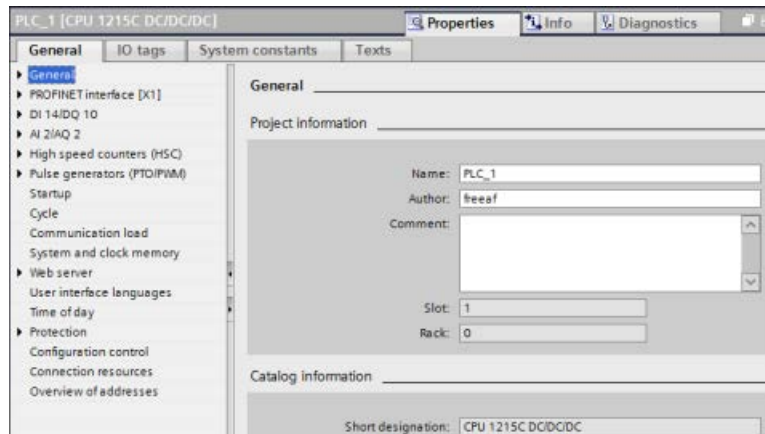 PLC_1 [CPU 1215C DC/DC/DC]
Properties Info Diagnostics
General IO tags System constants Texts
General
PROFINET interface [X1]
DI 14/DQ 10
AI 2/AQ 2
High speed counters (HSC)
Pulse generators (PTO/PWM)
Startup
Cycle
Communication load
System and clock memory
Web server
User interface languages
Time of day
Protection
Configuration control
Connection resources
Overview of addresses
General
Project information
Name: PLC_1
Author: freeaf
Comment:
Slot: 1
Rack: 0
Catalog information
Short designation: CPU 1215C DC/DC/DC